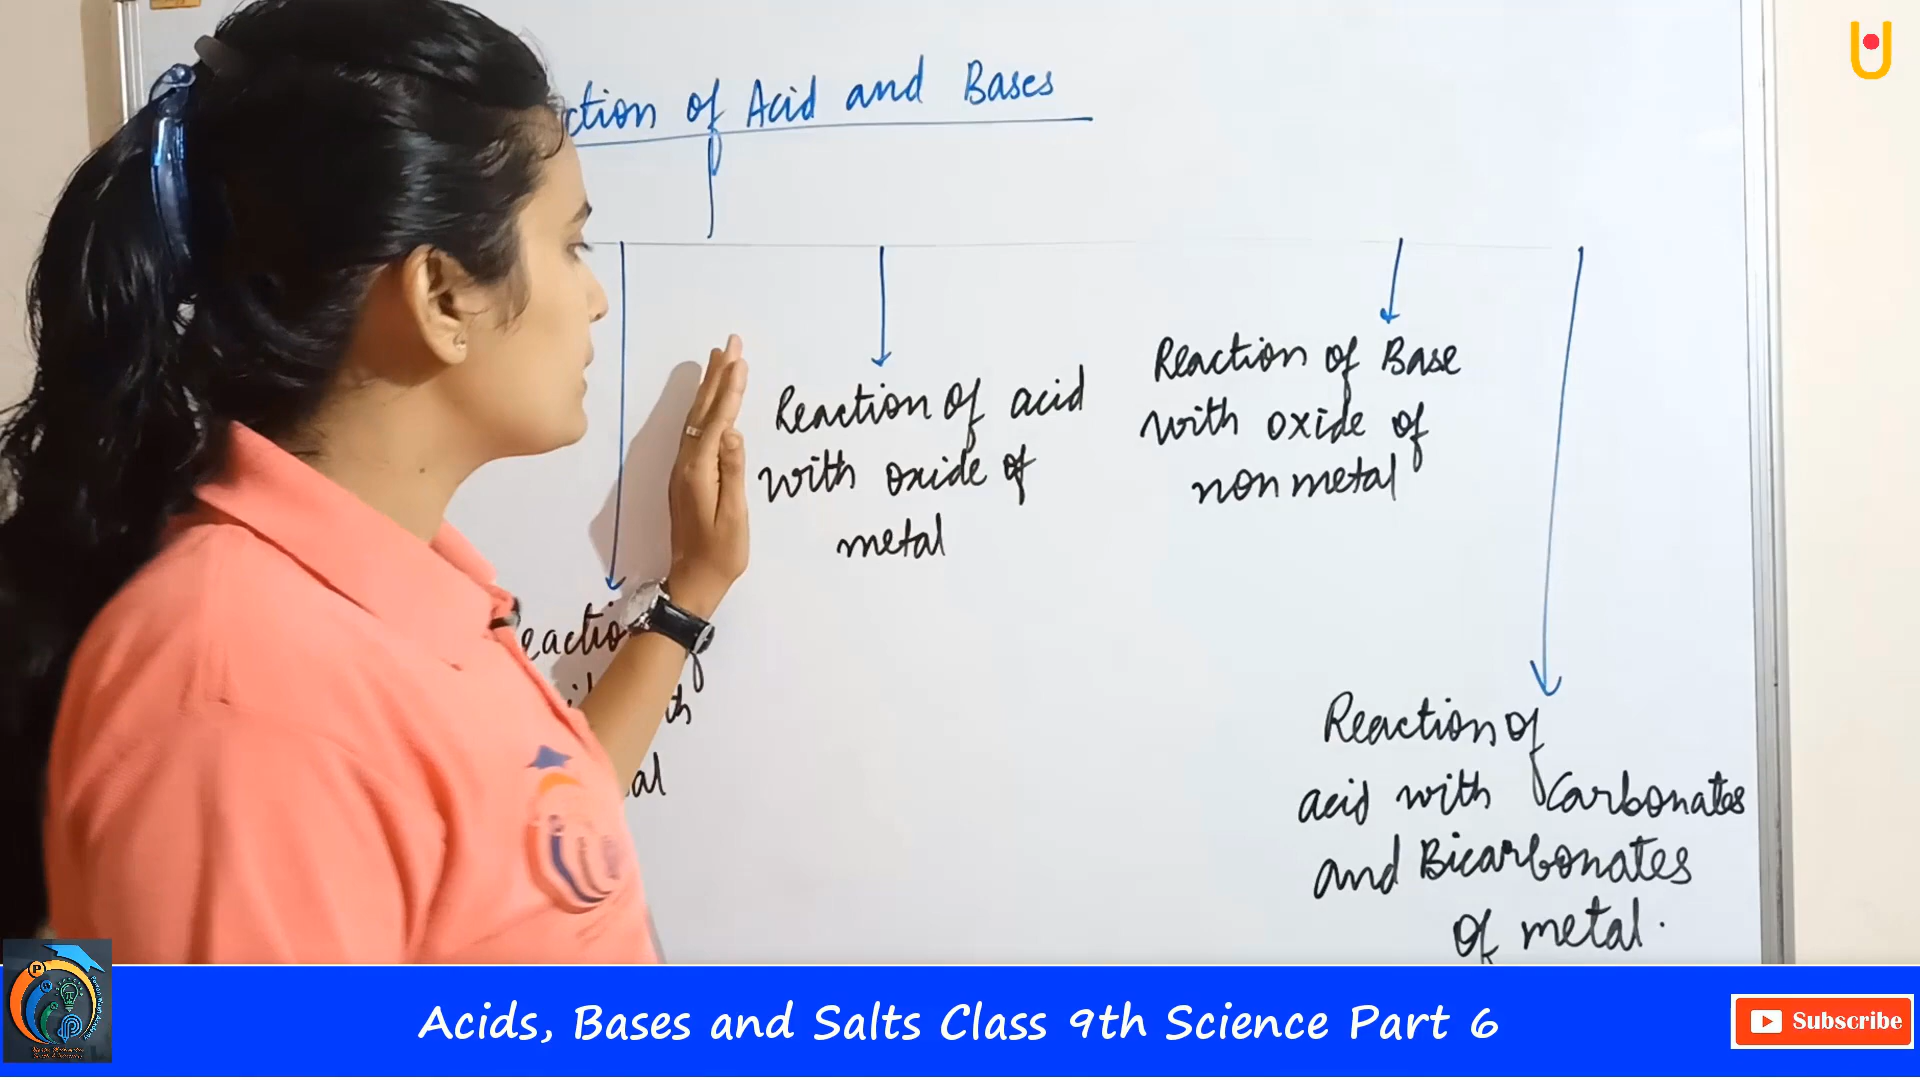 ction of Acid and Bases
Reaction of acid
with oxide of
metal
Reaction of Base
with oxide of
non metal
eactio
th
al
Reaction of
acid with Carbonates
and Bicarbonates
of metal.
Acids, Bases and Salts Class 9th Science Part 6
Subscribe